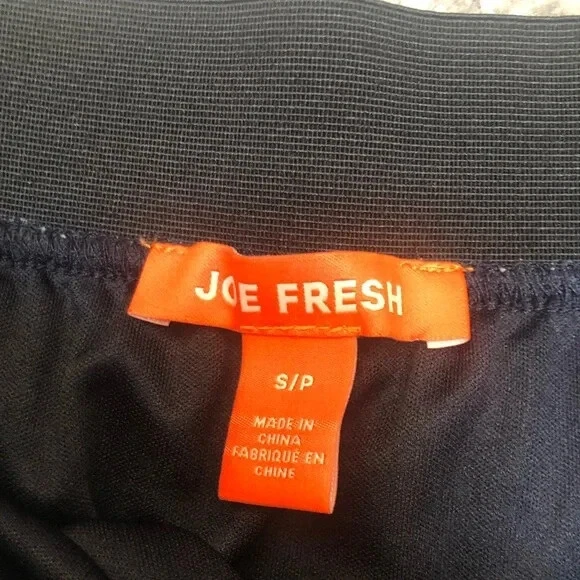 JOE FRESH
S/P
MADE IN
CHINA
FABRIQUÉ EN
CHINE